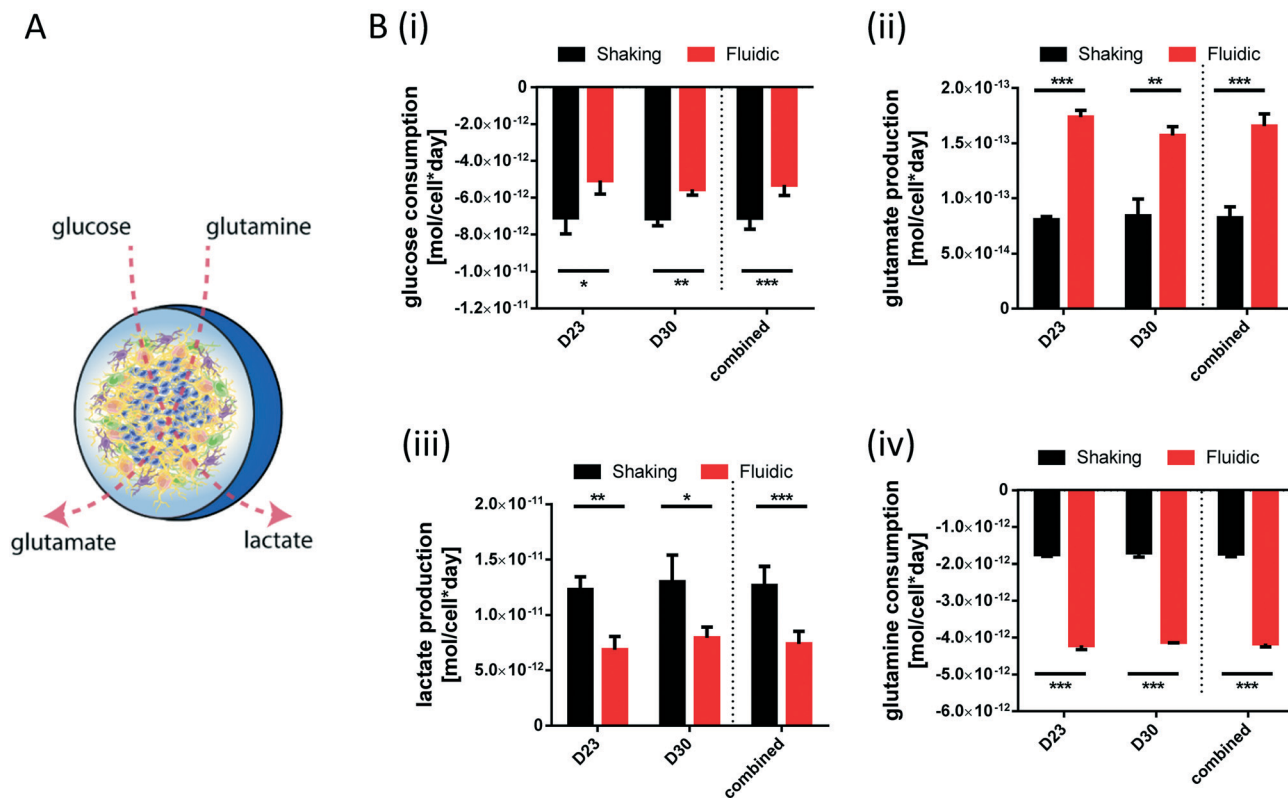 A
glucose
glutamine
glutamate
lactate
B (i)
Shaking
Fluidic
glucose consumption
[mol/cell*day]
0
-2.0×10-12
-4.0×10-12
-6.0×10-12
-8.0×10-12
-1.0×10-11
-1.2×10-11
*
**
***
D23
D30
combined
(ii)
Shaking
Fluidic
glutamate production
[mol/cell*day]
2.0×10-13
1.5×10-13
1.0×10-13
5.0×10-14
0
***
**
***
D23
D30
combined
(iii)
Shaking
Fluidic
lactate production
[mol/cell*day]
2.0×10-11
1.5×10-11
1.0×10-11
5.0×10-12
0
**
*
***
D23
D30
combined
(iv)
Shaking
Fluidic
glutamine consumption
[mol/cell*day]
0
-1.0×10-12
-2.0×10-12
-3.0×10-12
-4.0×10-12
-5.0×10-12
-6.0×10-12
***
***
***
D23
D30
combined